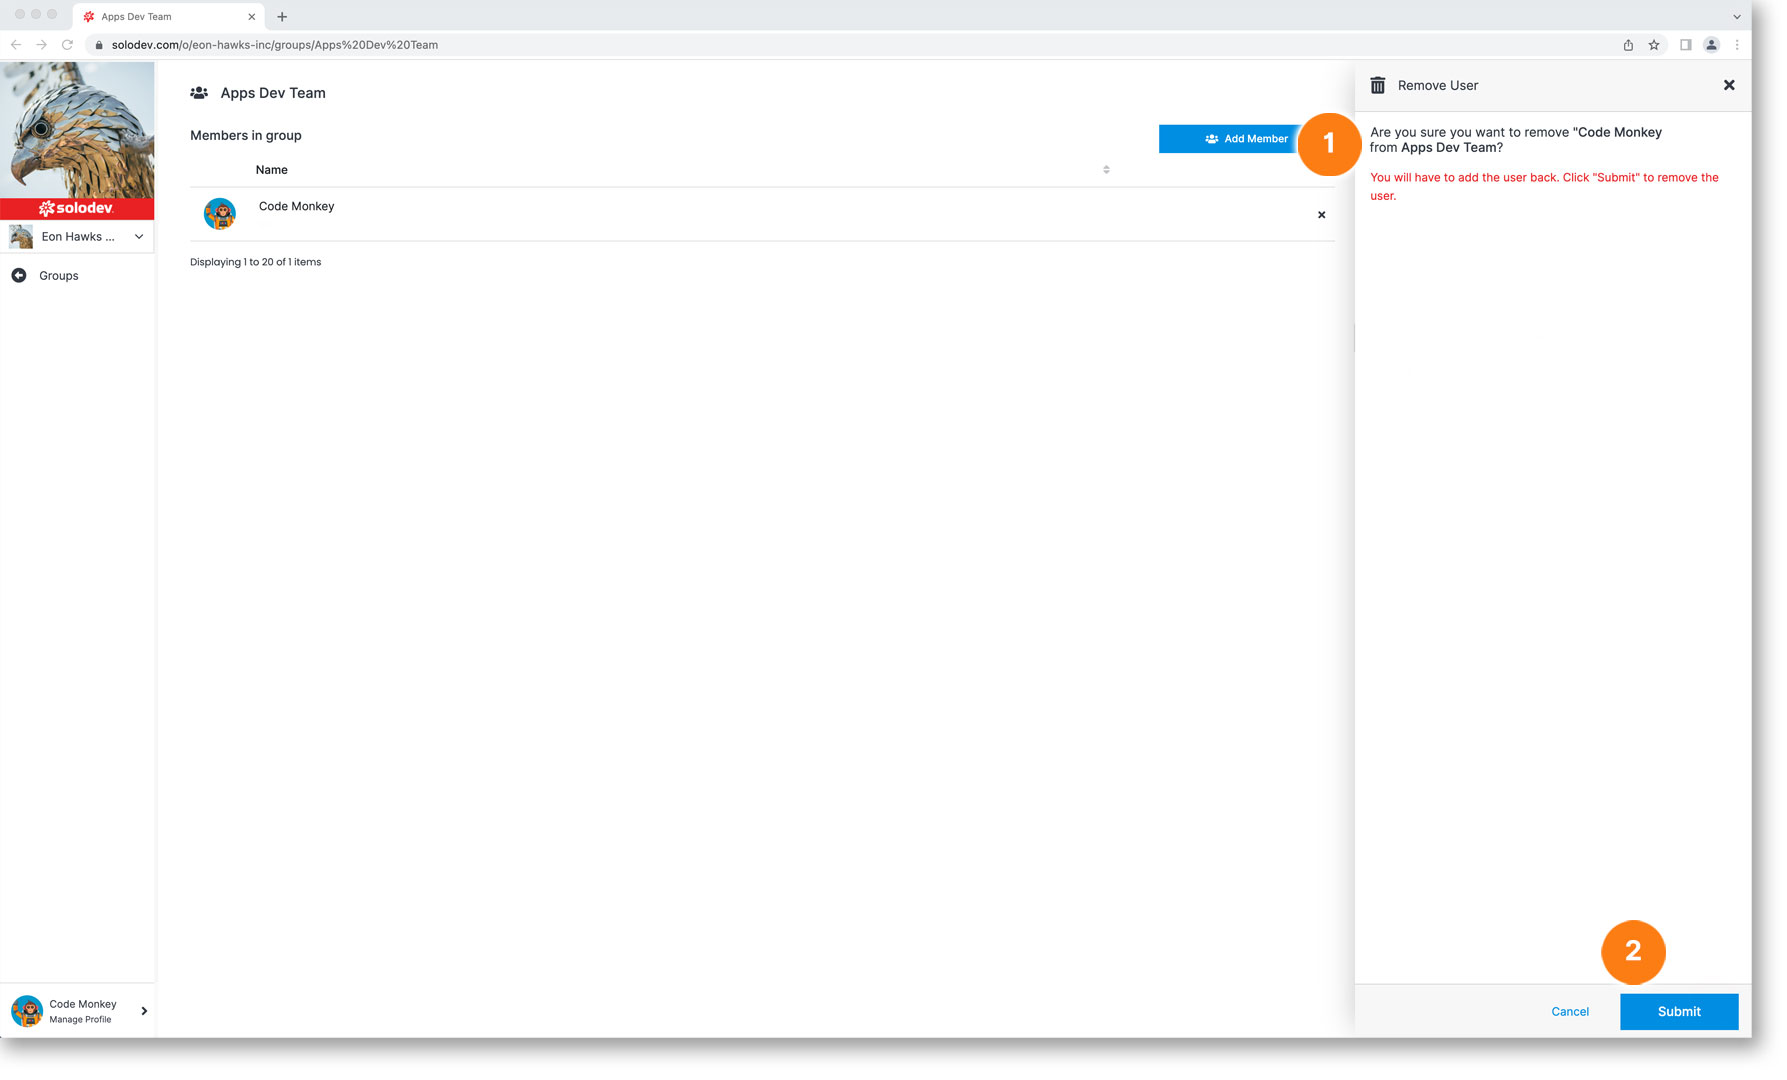 Apps Dev Team
solodev.com/o/eon-hawks-inc/groups/Apps%20Dev%20Team
solodev
Eon Hawks ...
Groups
Code Monkey
Manage Profile
Apps Dev Team
Members in group
Add Member
Name
Code Monkey
Displaying 1 to 20 of 1 items
1
Remove User
Are you sure you want to remove "Code Monkey
from Apps Dev Team?
You will have to add the user back. Click "Submit" to remove the
user.
2
Cancel
Submit